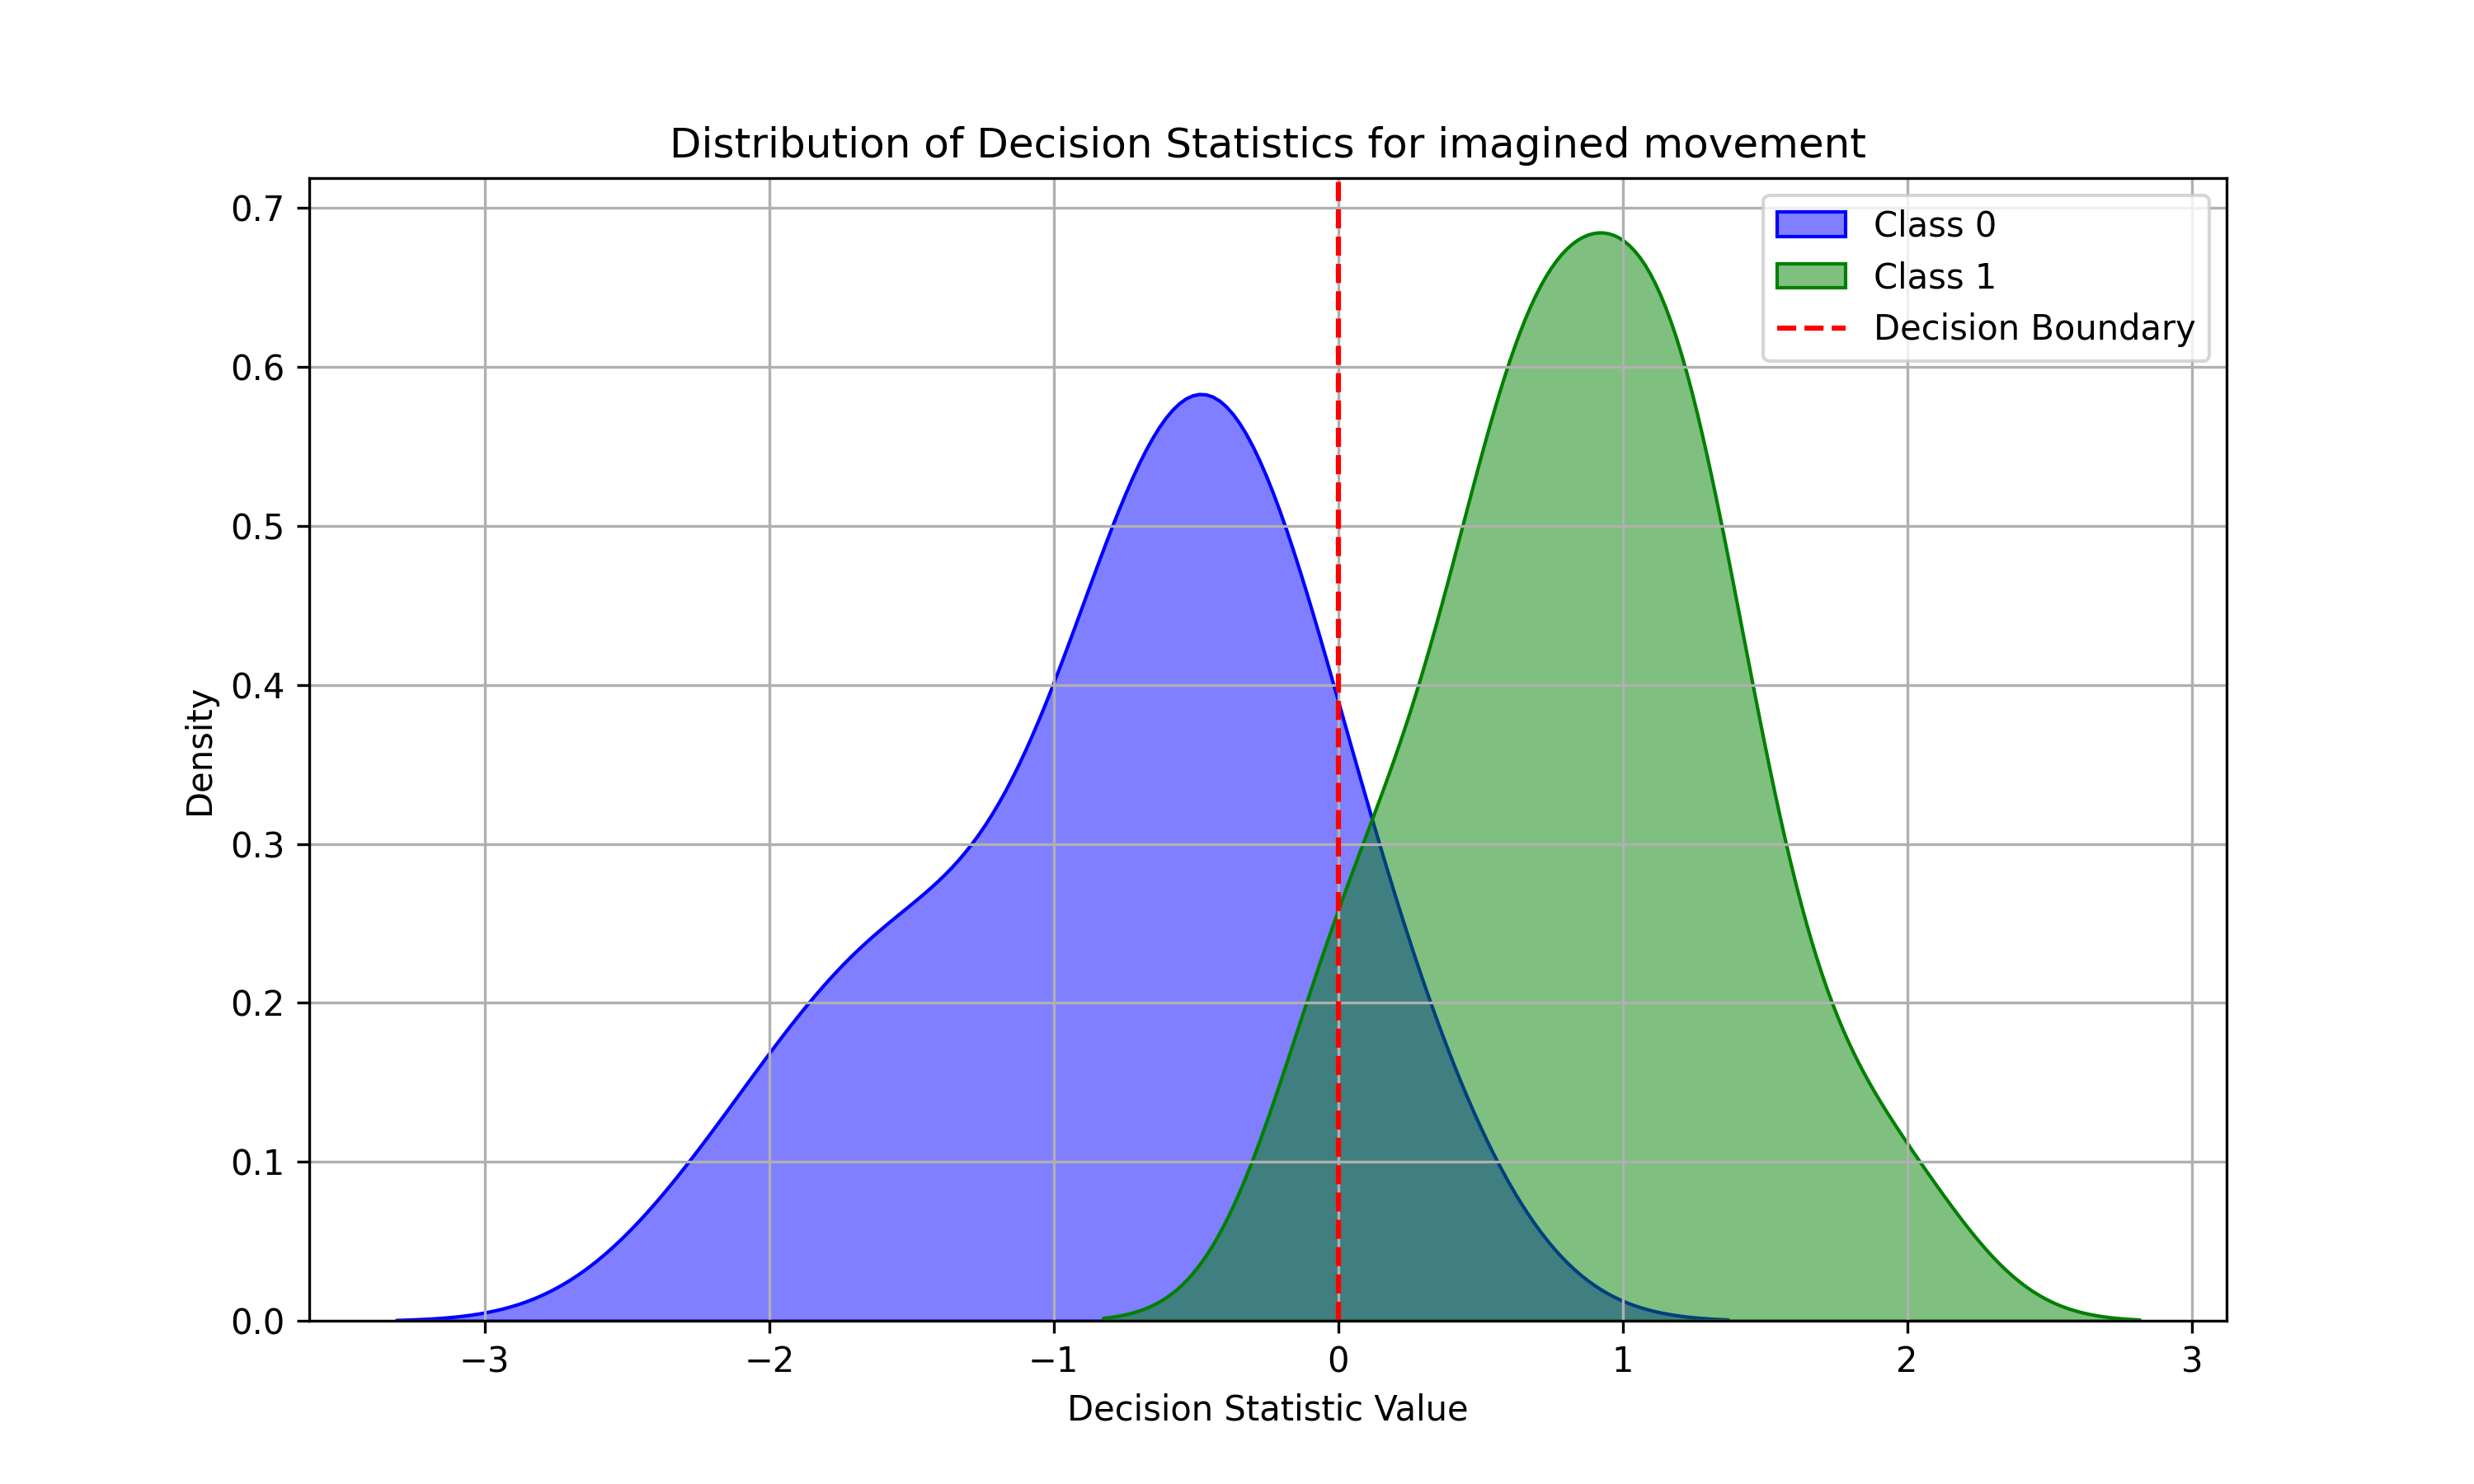 Distribution of Decision Statistics for imagined movement
0.7
0.6
0.5
0.4
0.3
0.2
0.1
0.0
Density
Class 0
Class 1
Decision Boundary
−3 −2 −1 0 1 2 3
Decision Statistic Value